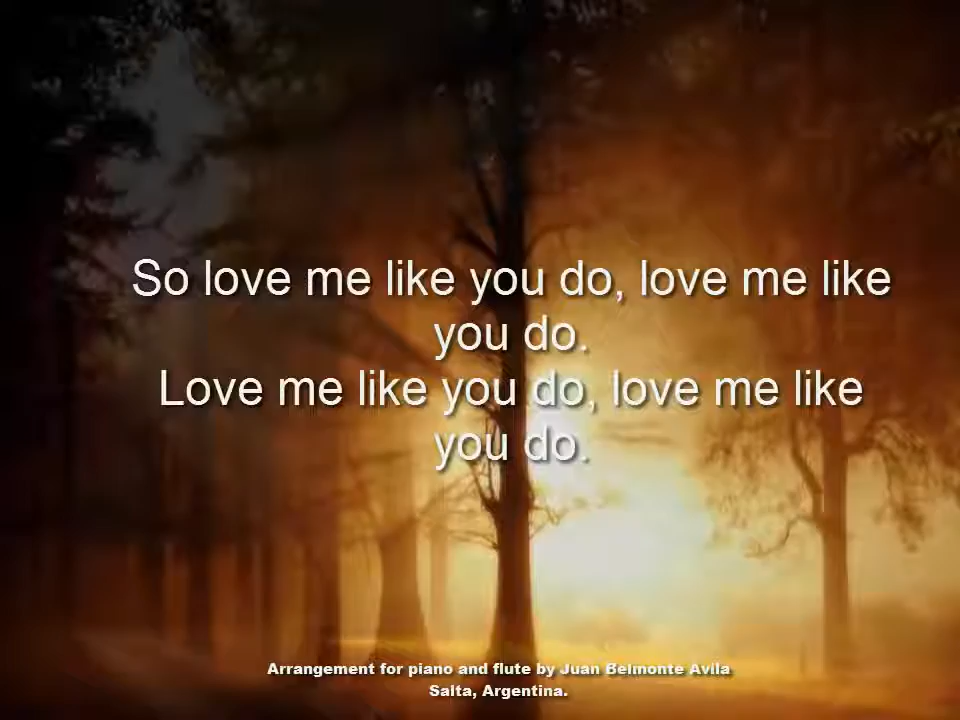 So love me like you do, love me like
you do.
Love me like you do, love me like
you do.
Arrangement for piano and flute by Juan Belmonte Avila
Salta, Argentina.